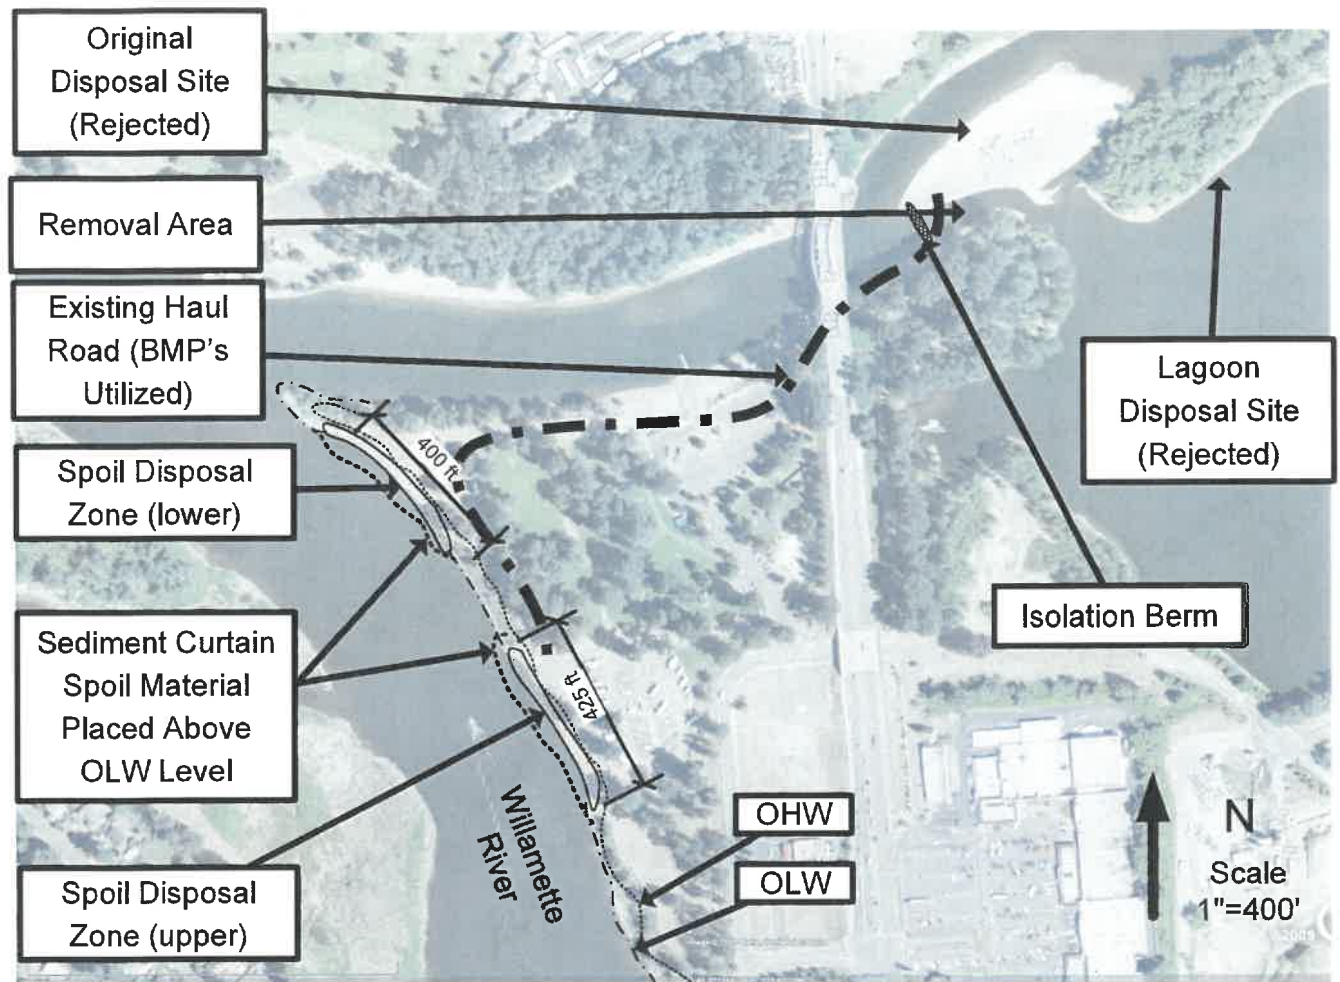 Original
Disposal Site
(Rejected)
Removal Area
Existing Haul
Road (BMP's
Utilized)
Spoil Disposal
Zone (lower)
Sediment Curtain
Spoil Material
Placed Above
OLW Level
Spoil Disposal
Zone (upper)
400 ft
425 ft
Willamette
River
OHW
OLW
Lagoon
Disposal Site
(Rejected)
Isolation Berm
N
Scale
1"=400'
2009